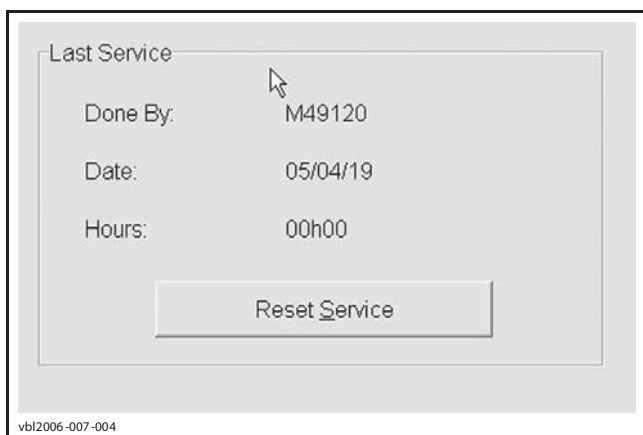 Last Service
Done By: M49120
Date: 05/04/19
Hours: 00h00
Reset Service
vbl2006-007-004